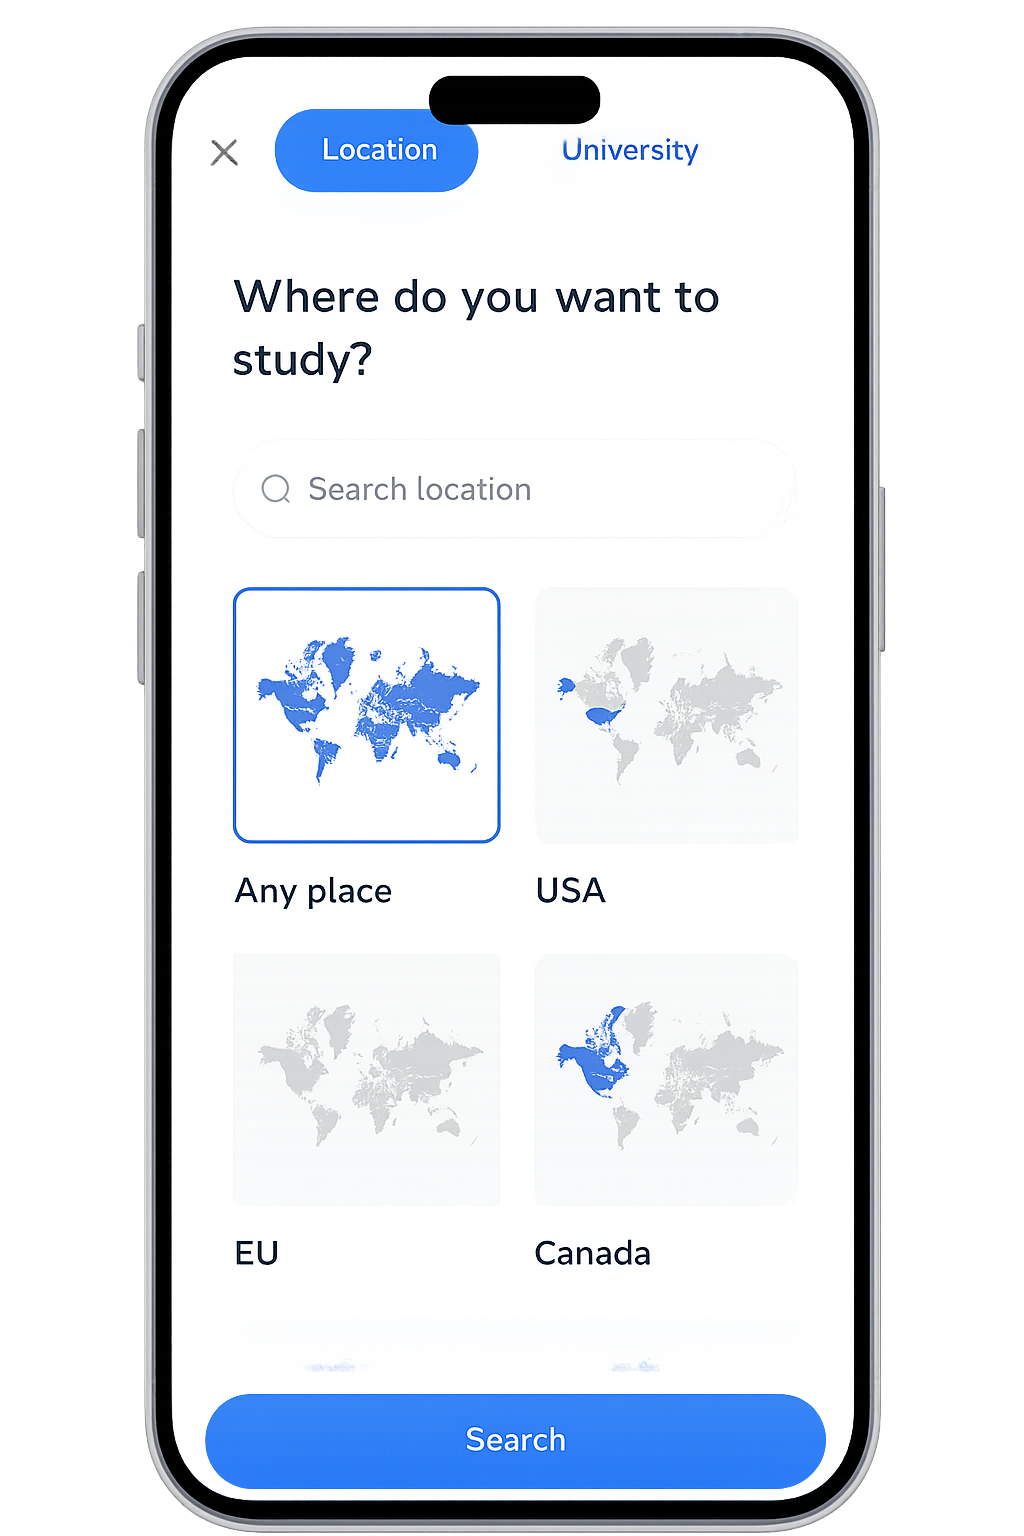 Location
University
Where do you want to
study?
Search location
Any place
USA
EU
Canada
Search